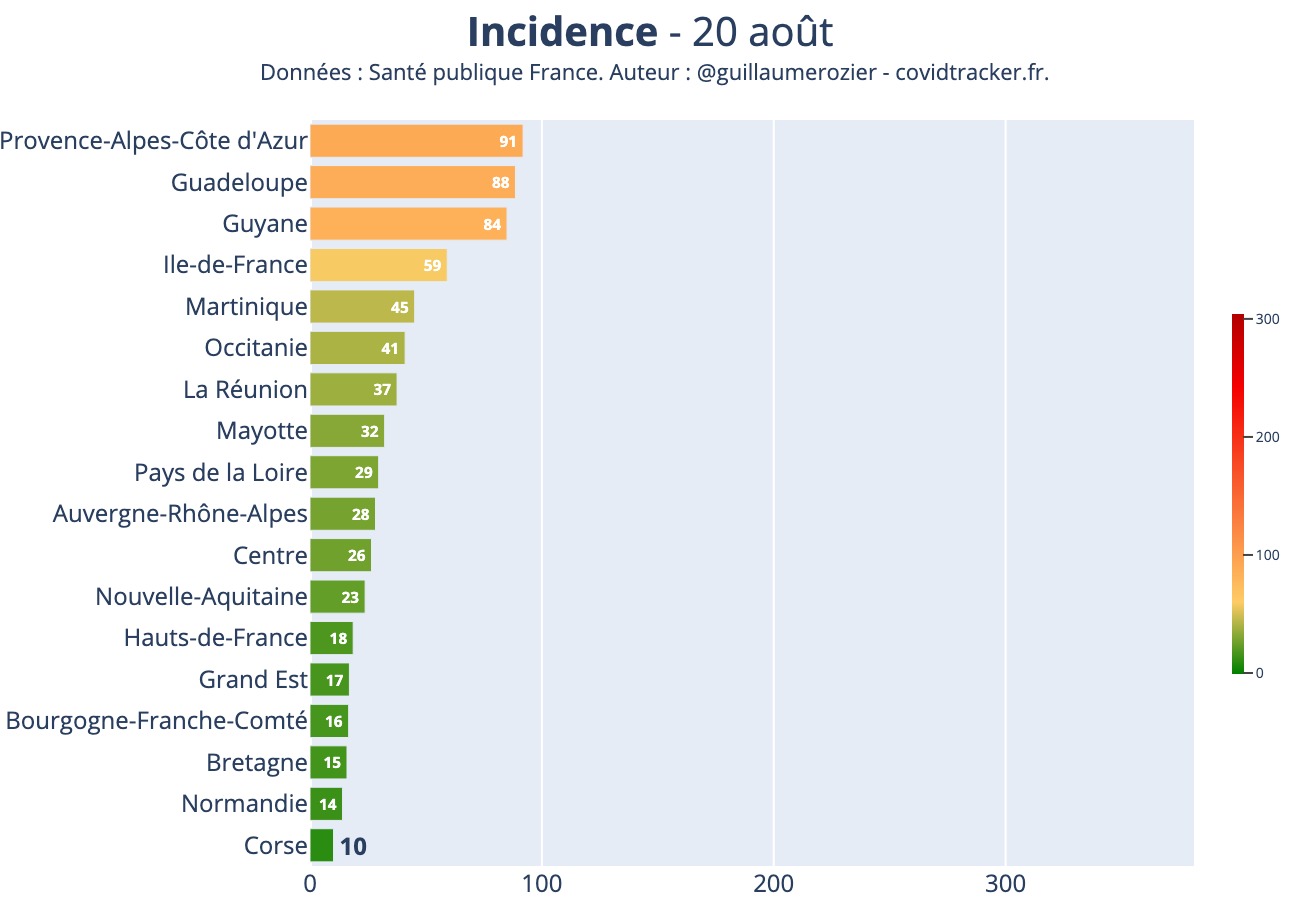 Incidence - 20 août
Données : Santé publique France. Auteur : @guillaumerozier - covidtracker.fr.
Provence-Alpes-Côte d'Azur 91
Guadeloupe 88
Guyane 84
Ile-de-France 59
Martinique 45
Occitanie 41
La Réunion 37
Mayotte 32
Pays de la Loire 29
Auvergne-Rhône-Alpes 28
Centre 26
Nouvelle-Aquitaine 23
Hauts-de-France 18
Grand Est 17
Bourgogne-Franche-Comté 16
Bretagne 15
Normandie 14
Corse 10
0 100 200 300
300
200
100
0